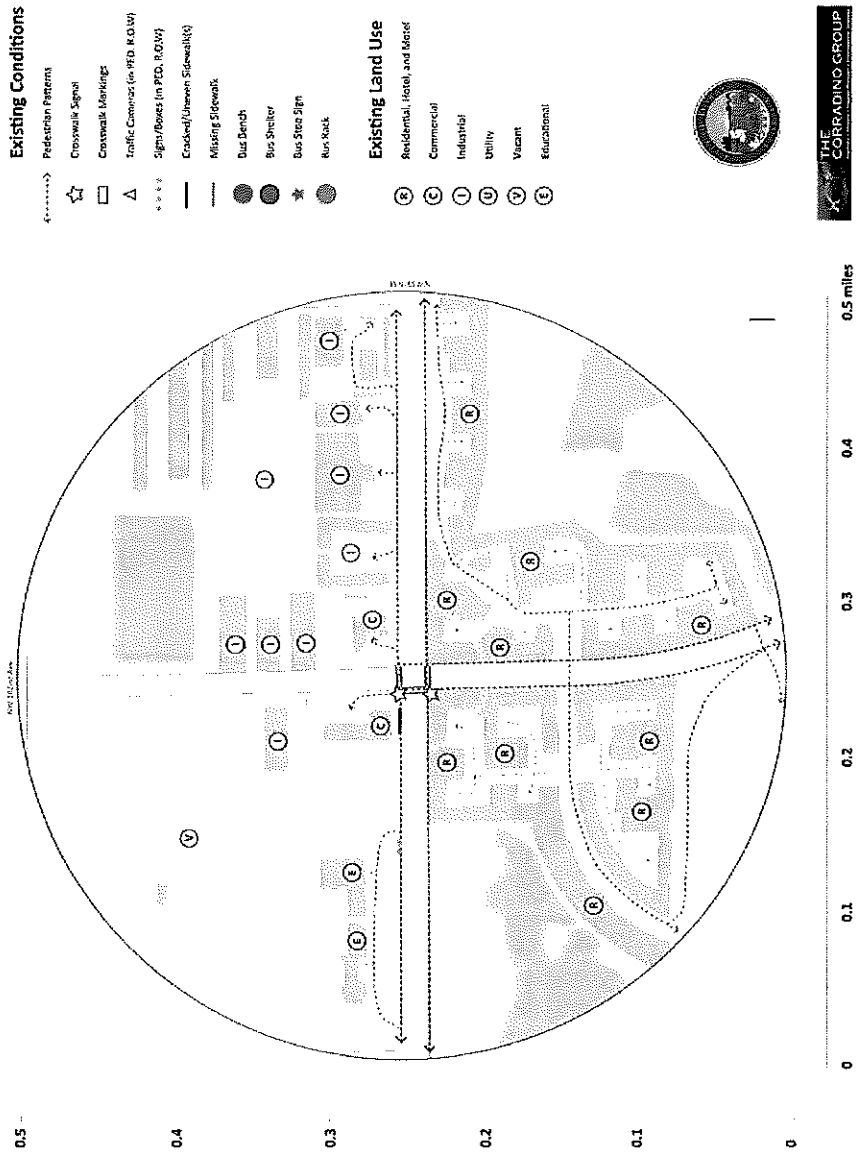 Existing Conditions
Pedestrian Patterns
Crosswalk Signal
Crosswalk Markings
Traffic Cameras (in PED. R.O.W)
Signs/Boxes (in PED. R.O.W)
Cracked/Uneven Sidewalk(s)
Missing Sidewalk
Bus Bench
Bus Shelter
Bus Stop Sign
Bus Rack
Existing Land Use
R Residential, Hotel, and Motel
C Commercial
I Industrial
U Utility
V Vacant
E Educational
THE
CORRADINO GROUP
NW 102nd Ave
V
I
I
I
I
I
I
I
I
I
E
E
C
C
R
R
R
R
R
R
R
R
R
R
0.5
0.4
0.3
0.2
0.1
0
0
0.1
0.2
0.3
0.4
0.5 miles